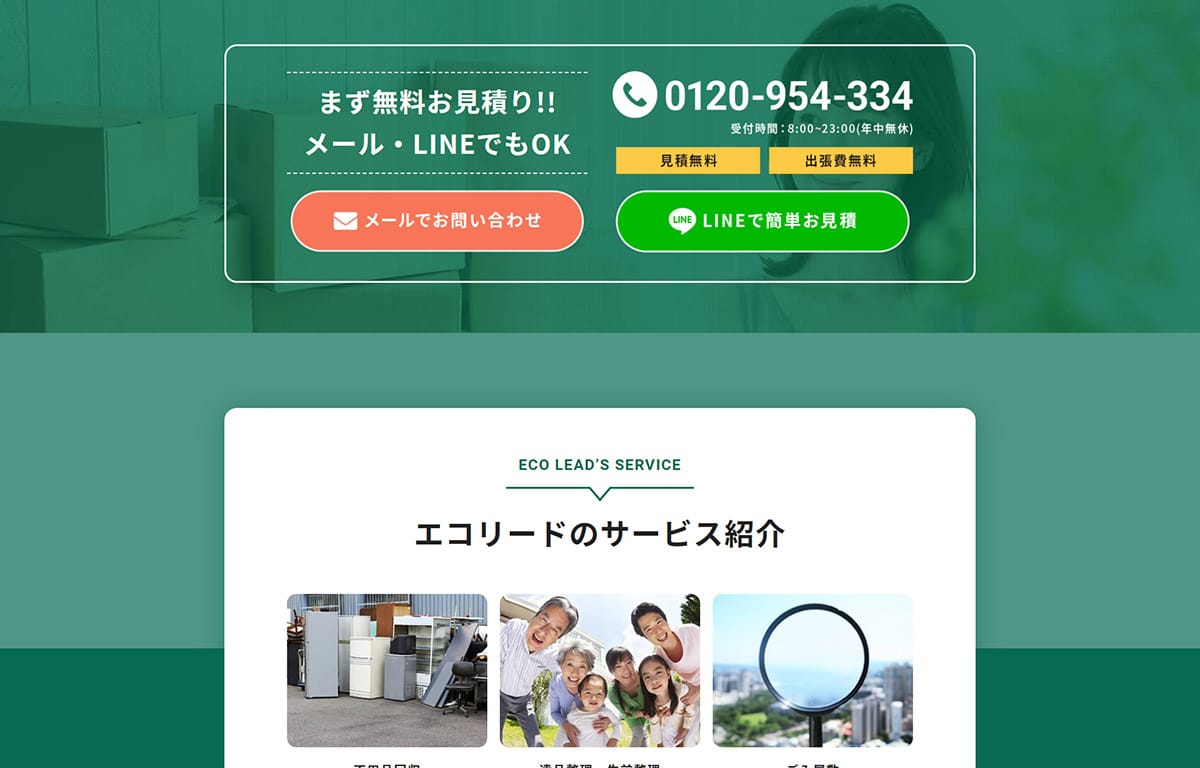 まず無料お見積り!!
メール・LINEでもOK
0120-954-334
受付時間：8:00~23:00(年中無休)
見積無料
出張費無料
メールでお問い合わせ
LINE LINEで簡単お見積
ECO LEAD'S SERVICE
エコリードのサービス紹介